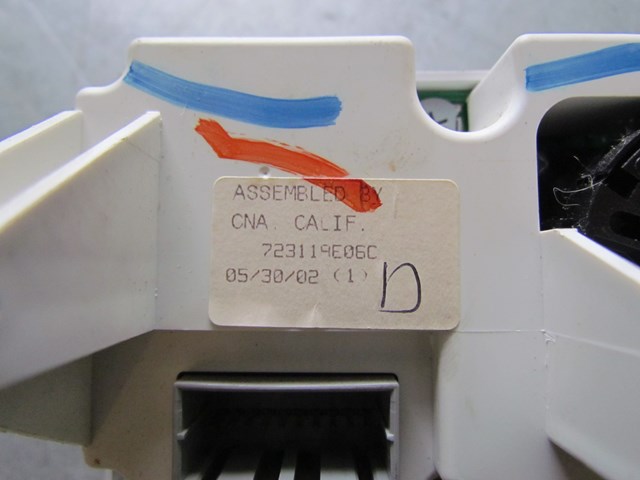 ASSEMBLED BY
CNA. CALIF.
723119E06C
05/30/02 (1) D